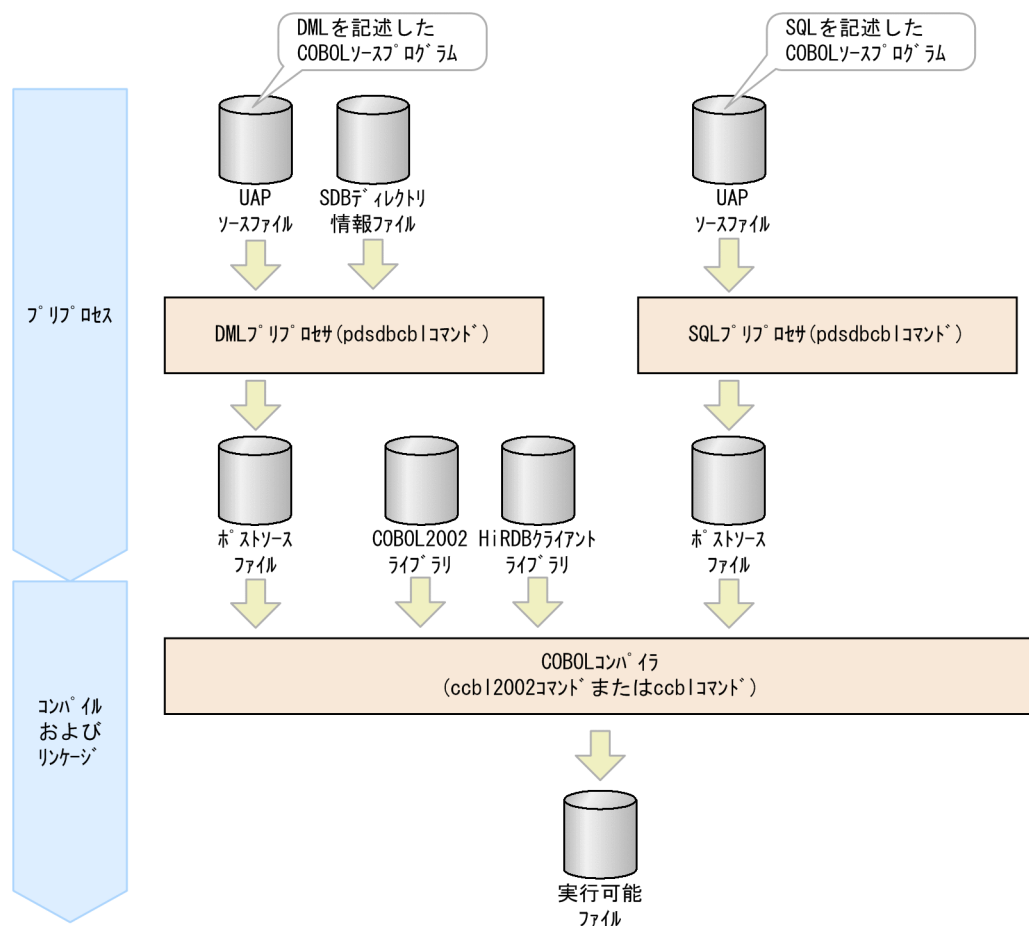 DMLを記述した
COBOLソースプログラム
SQLを記述した
COBOLソースプログラム
UAP
ソースファイル
SDBディレクトリ
情報ファイル
UAP
ソースファイル
プリプロセス
DMLプリプロセサ(pdsdbcblコマンド)
SQLプリプロセサ(pdsdbcblコマンド)
ポストソース
ファイル
COBOL2002
ライブラリ
HiRDBクライアント
ライブラリ
ポストソース
ファイル
コンパイル
および
リンケージ
COBOLコンパイラ
(ccbl2002コマンドまたはccblコマンド)
実行可能
ファイル